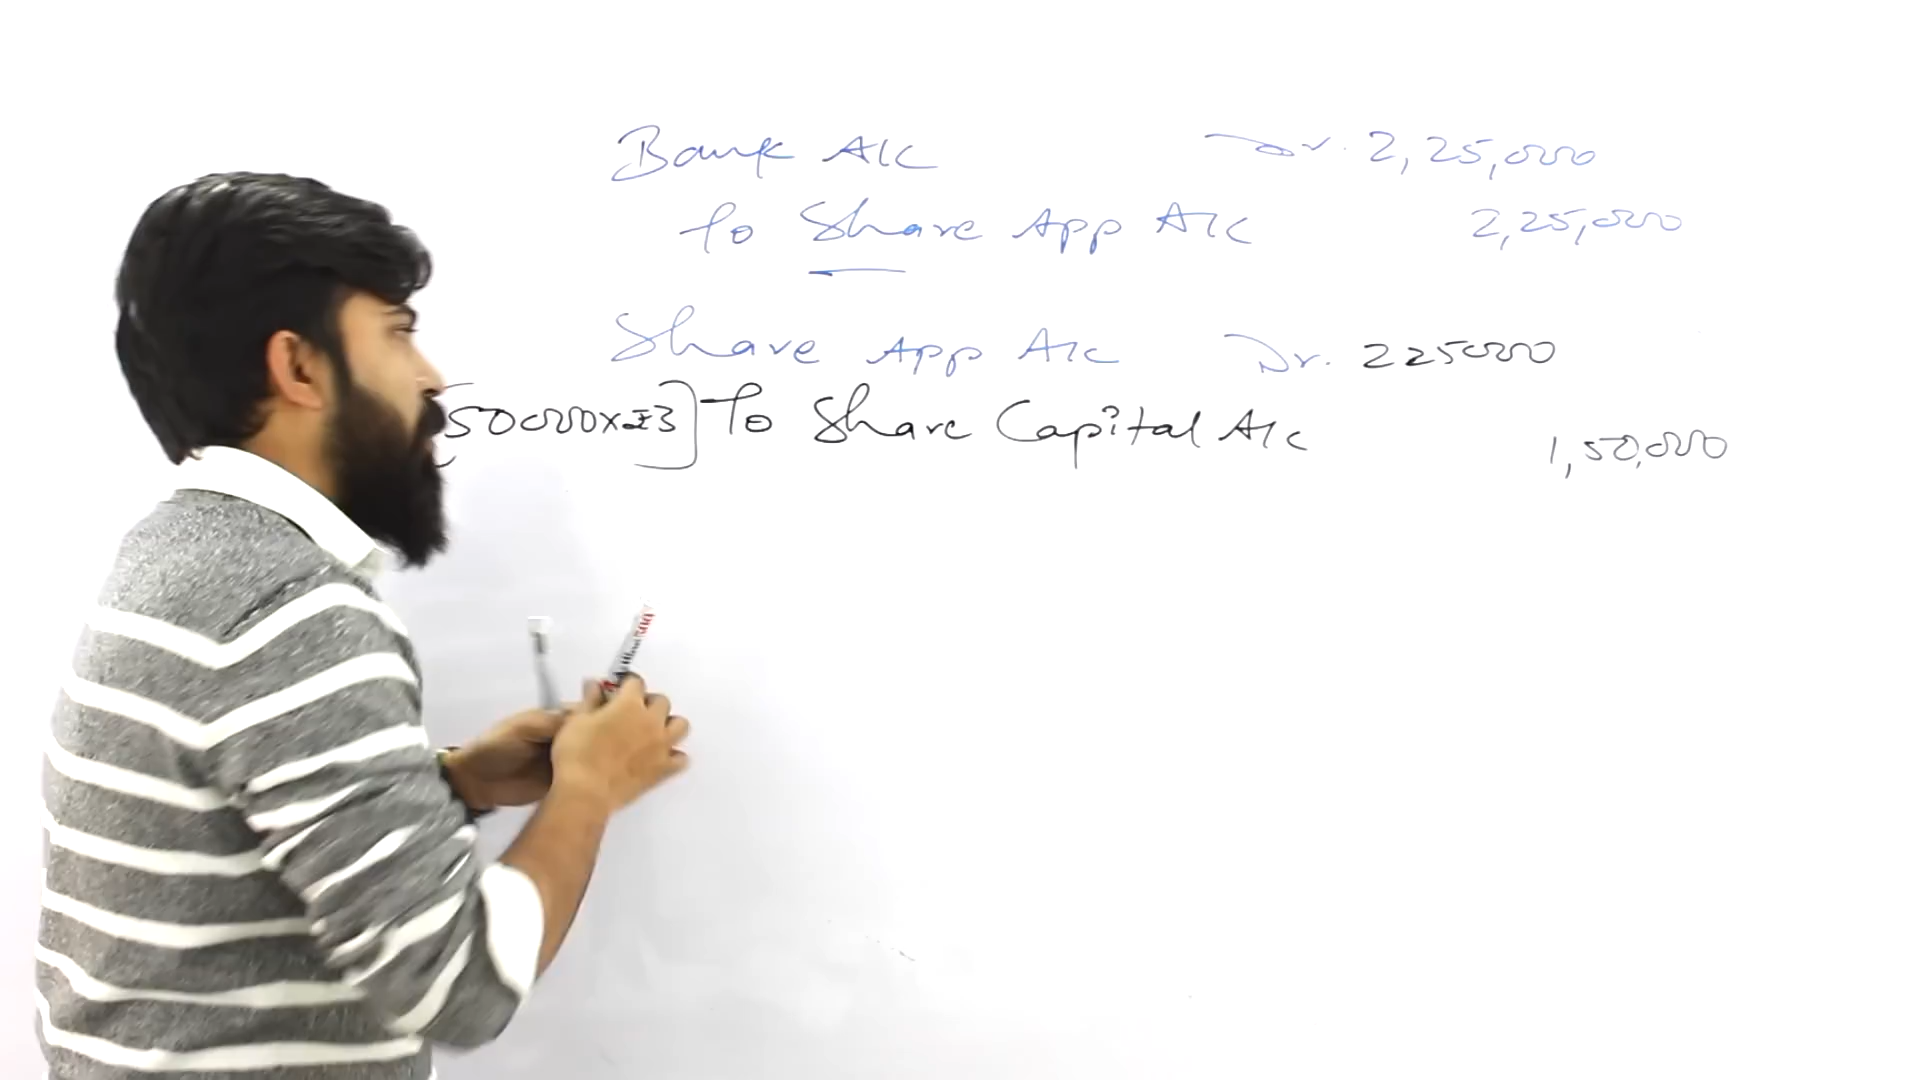 Bank A/C Dr. 2,25,000
To Share App A/C 2,25,000
Share App A/C Dr. 225000
[50000x₹3] To Share Capital A/c 1,50,000